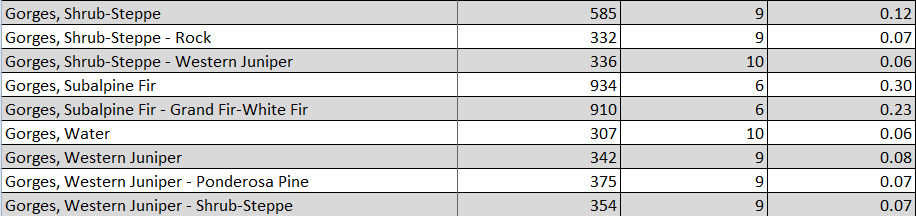 Gorges, Shrub-Steppe 585 9 0.12
Gorges, Shrub-Steppe - Rock 332 9 0.07
Gorges, Shrub-Steppe - Western Juniper 336 10 0.06
Gorges, Subalpine Fir 934 6 0.30
Gorges, Subalpine Fir - Grand Fir-White Fir 910 6 0.23
Gorges, Water 307 10 0.06
Gorges, Western Juniper 342 9 0.08
Gorges, Western Juniper - Ponderosa Pine 375 9 0.07
Gorges, Western Juniper - Shrub-Steppe 354 9 0.07